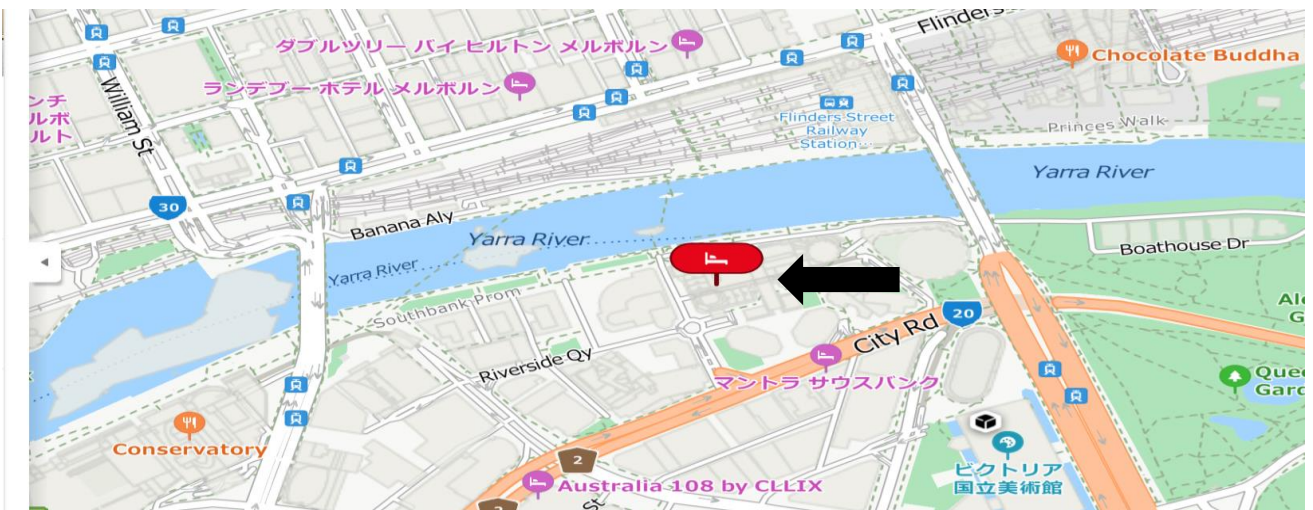 Flinders
ダブルツリー バイ ヒルトン メルボルン
Chocolate Buddha
ランデブー ホテル メルボルン
ンチ
ルボ
ルト
William St
Flinders Street
Railway
Station...
Princes Walk
Yarra River
30
Banana Aly
Yarra River
Boathouse Dr
Yarra River
Southbank Prom
20
City Rd
Riverside Qy
マントラ サウスバンク
Conservatory
2
ビクトリア
国立美術館
Australia 108 by CLLIX
St